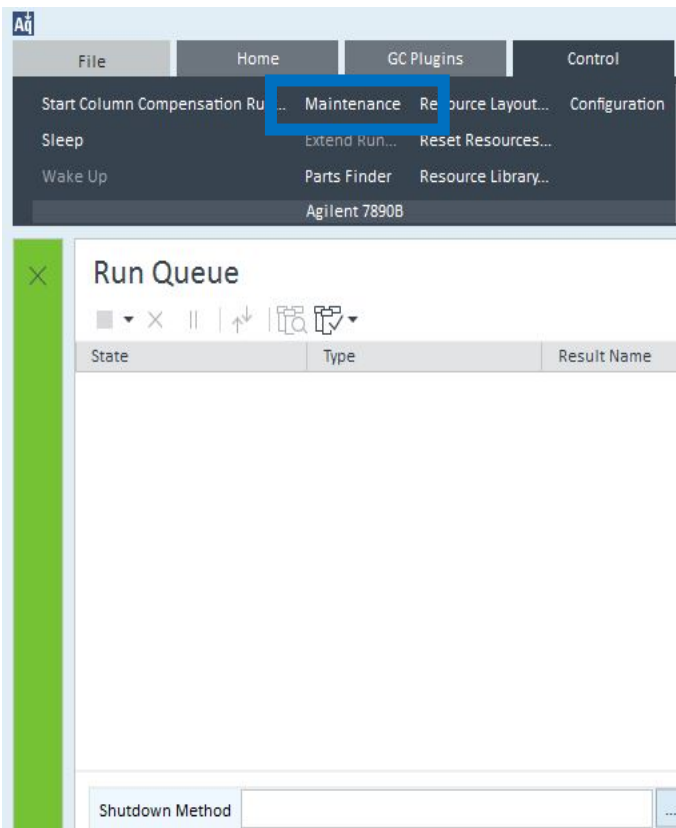 Aq
File Home GC Plugins Control
Start Column Compensation Ru... Maintenance Resource Layout... Configuration
Sleep Extend Run... Reset Resources...
Wake Up Parts Finder Resource Library...
Agilent 7890B
Run Queue
State Type Result Name
Shutdown Method ...